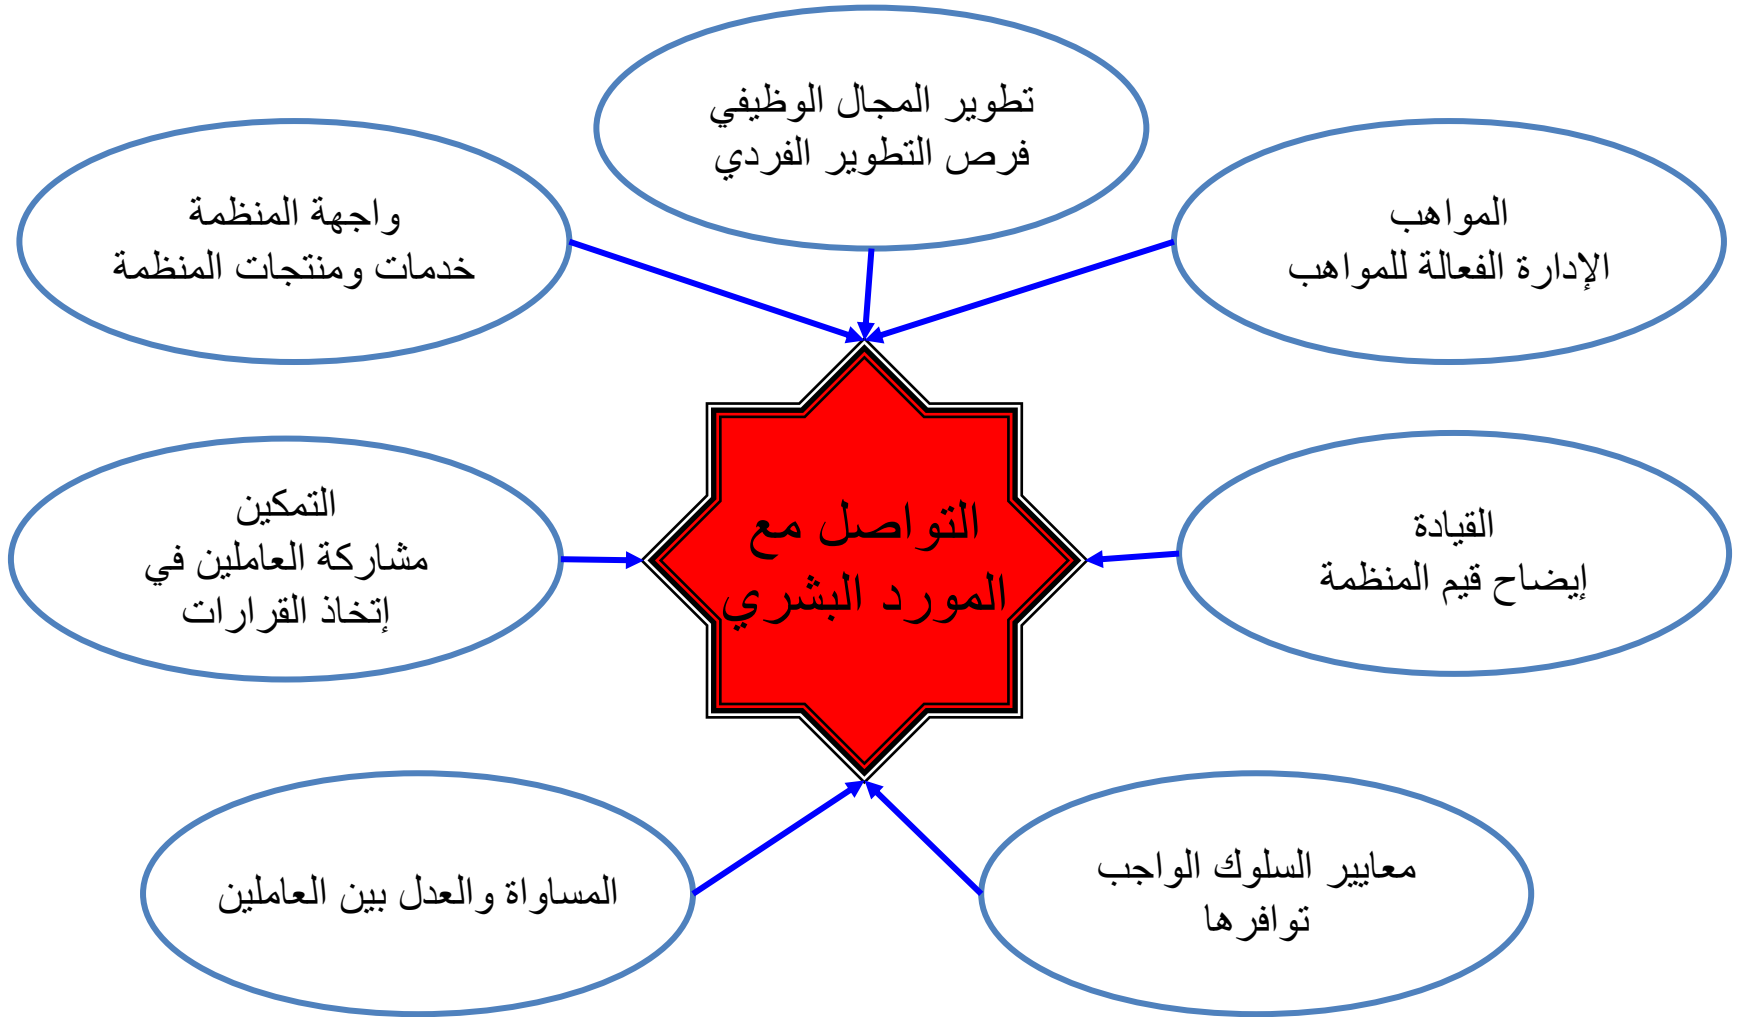 تطوير المجال الوظيفي
فرص التطوير الفردي
المواهب
الإدارة الفعالة للمواهب
واجهة المنظمة
خدمات ومنتجات المنظمة
القيادة
إيضاح قيم المنظمة
التواصل مع
المورد البشري
التمكين
مشاركة العاملين في
إتخاذ القرارات
معايير السلوك الواجب
توافرها
المساواة والعدل بين العاملين